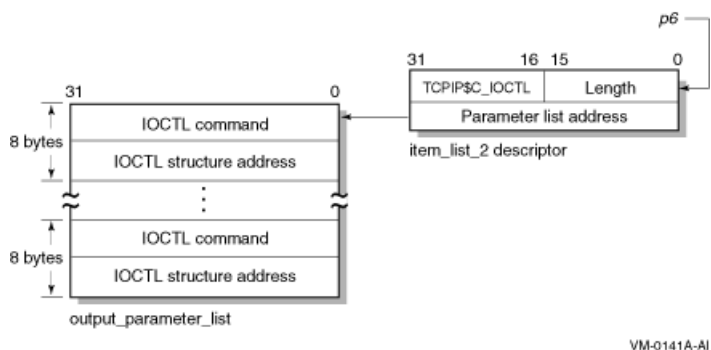 p6
31 16 15 0
TCPIP$C_IOCTL Length
Parameter list address
item_list_2 descriptor
31 0
8 bytes
IOCTL command
IOCTL structure address
8 bytes
IOCTL command
IOCTL structure address
output_parameter_list
VM-0141A-AI